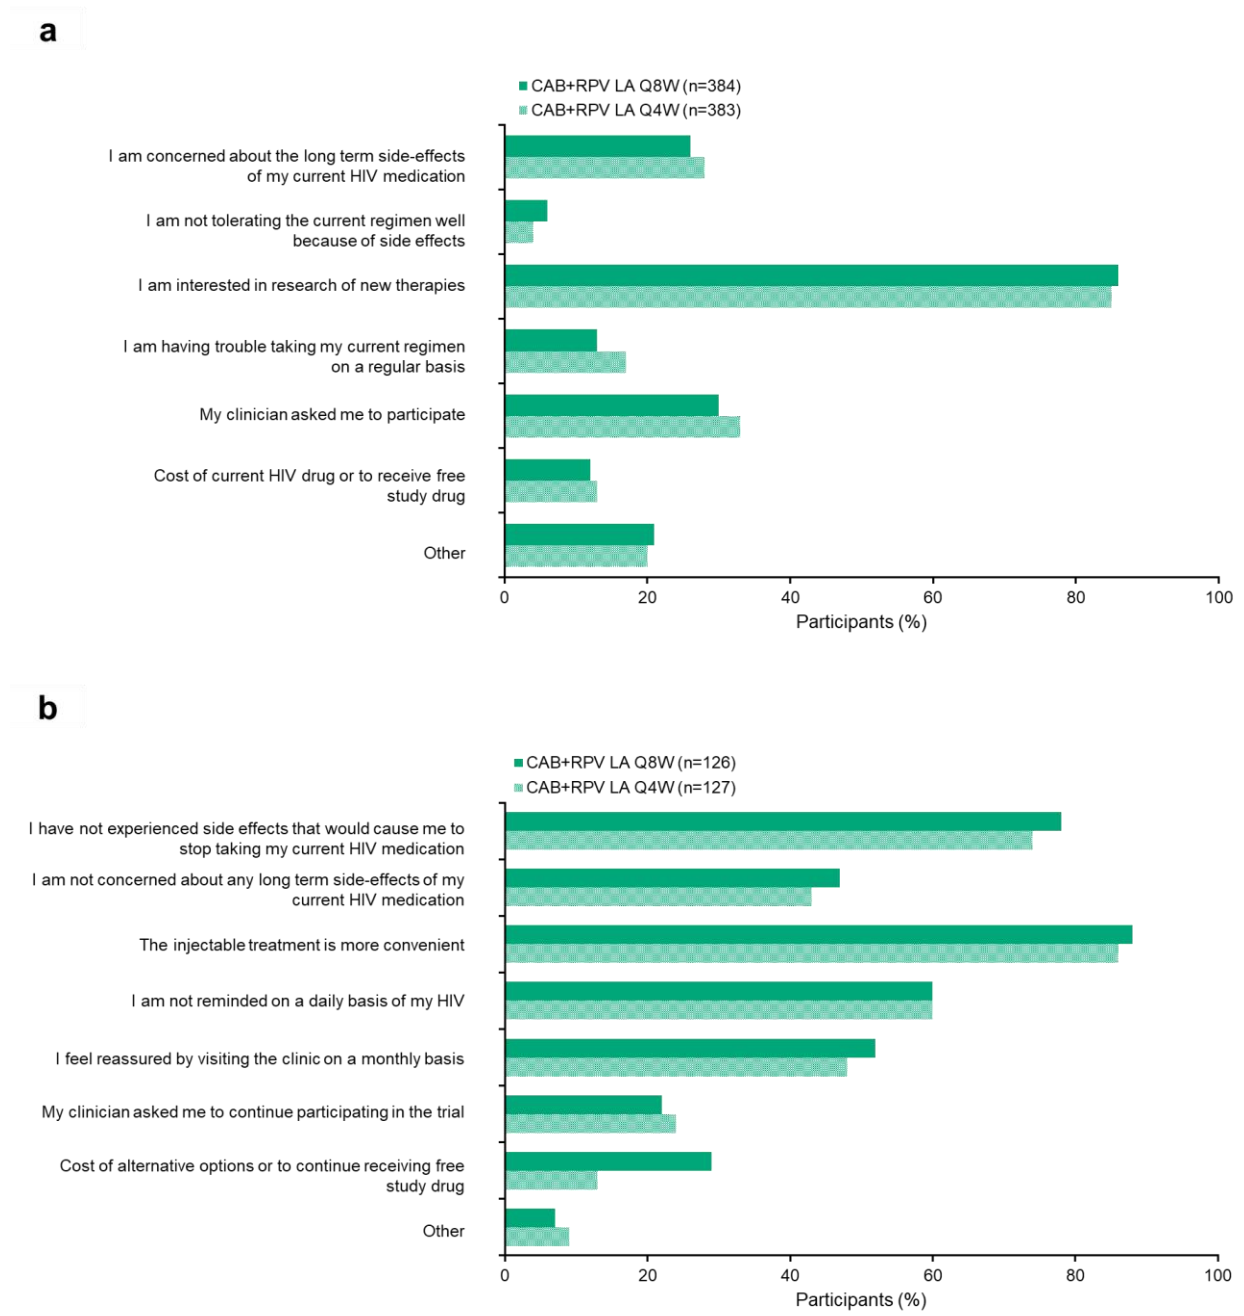 a
CAB+RPV LA Q8W (n=384)
CAB+RPV LA Q4W (n=383)
I am concerned about the long term side-effects
of my current HIV medication
I am not tolerating the current regimen well
because of side effects
I am interested in research of new therapies
I am having trouble taking my current regimen
on a regular basis
My clinician asked me to participate
Cost of current HIV drug or to receive free
study drug
Other
0 20 40 60 80 100
Participants (%)
b
CAB+RPV LA Q8W (n=126)
CAB+RPV LA Q4W (n=127)
I have not experienced side effects that would cause me to
stop taking my current HIV medication
I am not concerned about any long term side-effects of my
current HIV medication
The injectable treatment is more convenient
I am not reminded on a daily basis of my HIV
I feel reassured by visiting the clinic on a monthly basis
My clinician asked me to continue participating in the trial
Cost of alternative options or to continue receiving free
study drug
Other
0 20 40 60 80 100
Participants (%)